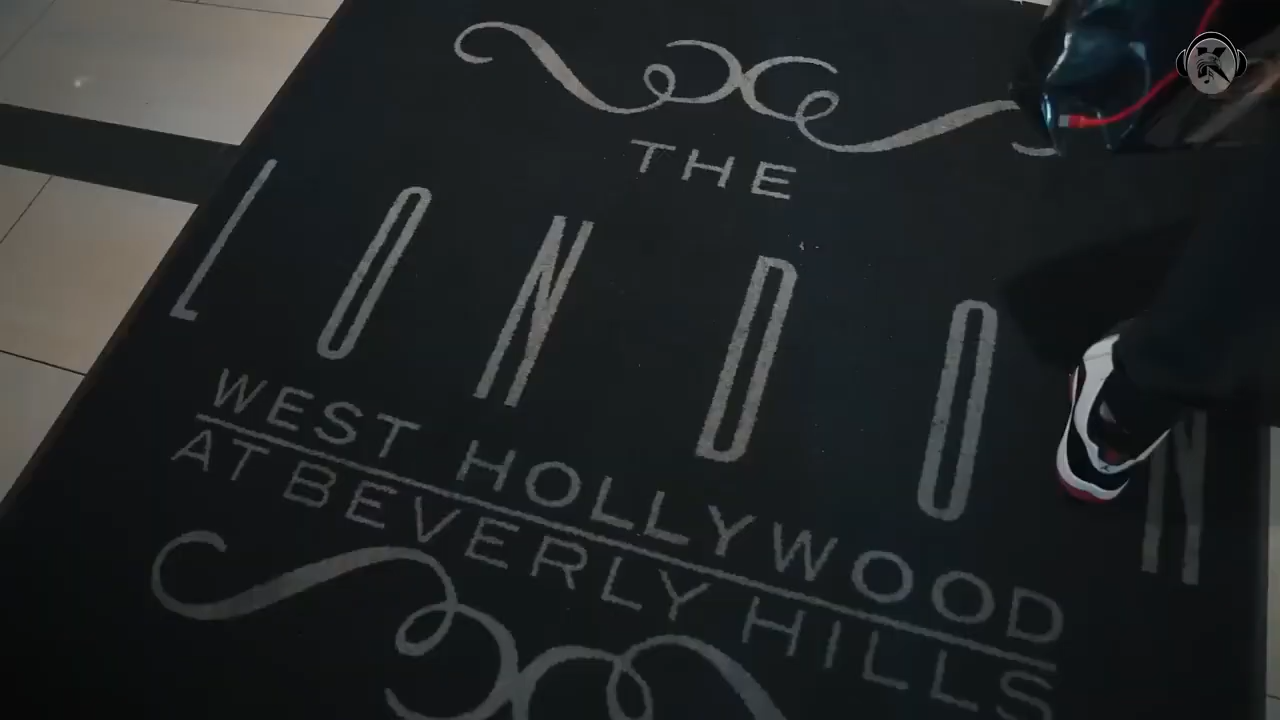 THE
LONDON
WEST HOLLYWOOD
AT BEVERLY HILLS
K